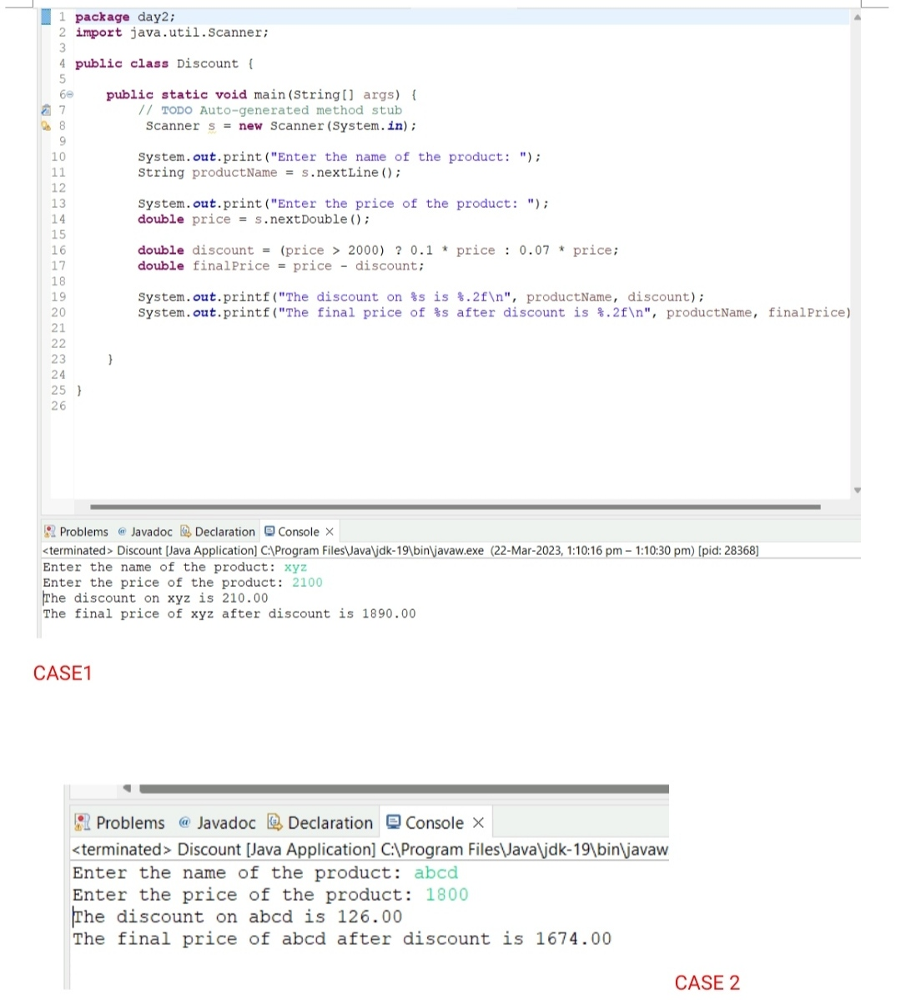 1 package day2;
2 import java.util.Scanner;
3
4 public class Discount {
5
6 public static void main(String[] args) {
7 // TODO Auto-generated method stub
8 Scanner s = new Scanner(System.in);
9
10 System.out.print("Enter the name of the product: ");
11 String productName = s.nextLine();
12
13 System.out.print("Enter the price of the product: ");
14 double price = s.nextDouble();
15
16 double discount = (price > 2000) ? 0.1 * price : 0.07 * price;
17 double finalPrice = price - discount;
18
19 System.out.printf("The discount on %s is %.2f\n", productName, discount);
20 System.out.printf("The final price of %s after discount is %.2f\n", productName, finalPrice)
21
22
23 }
24
25 }
26
Problems @ Javadoc Declaration Console ×
<terminated> Discount [Java Application] C:\Program Files\Java\jdk-19\bin\javaw.exe (22-Mar-2023, 1:10:16 pm – 1:10:30 pm) [pid: 28368]
Enter the name of the product: xyz
Enter the price of the product: 2100
The discount on xyz is 210.00
The final price of xyz after discount is 1890.00
CASE1
Problems @ Javadoc Declaration Console ×
<terminated> Discount [Java Application] C:\Program Files\Java\jdk-19\bin\javaw
Enter the name of the product: abcd
Enter the price of the product: 1800
The discount on abcd is 126.00
The final price of abcd after discount is 1674.00
CASE 2